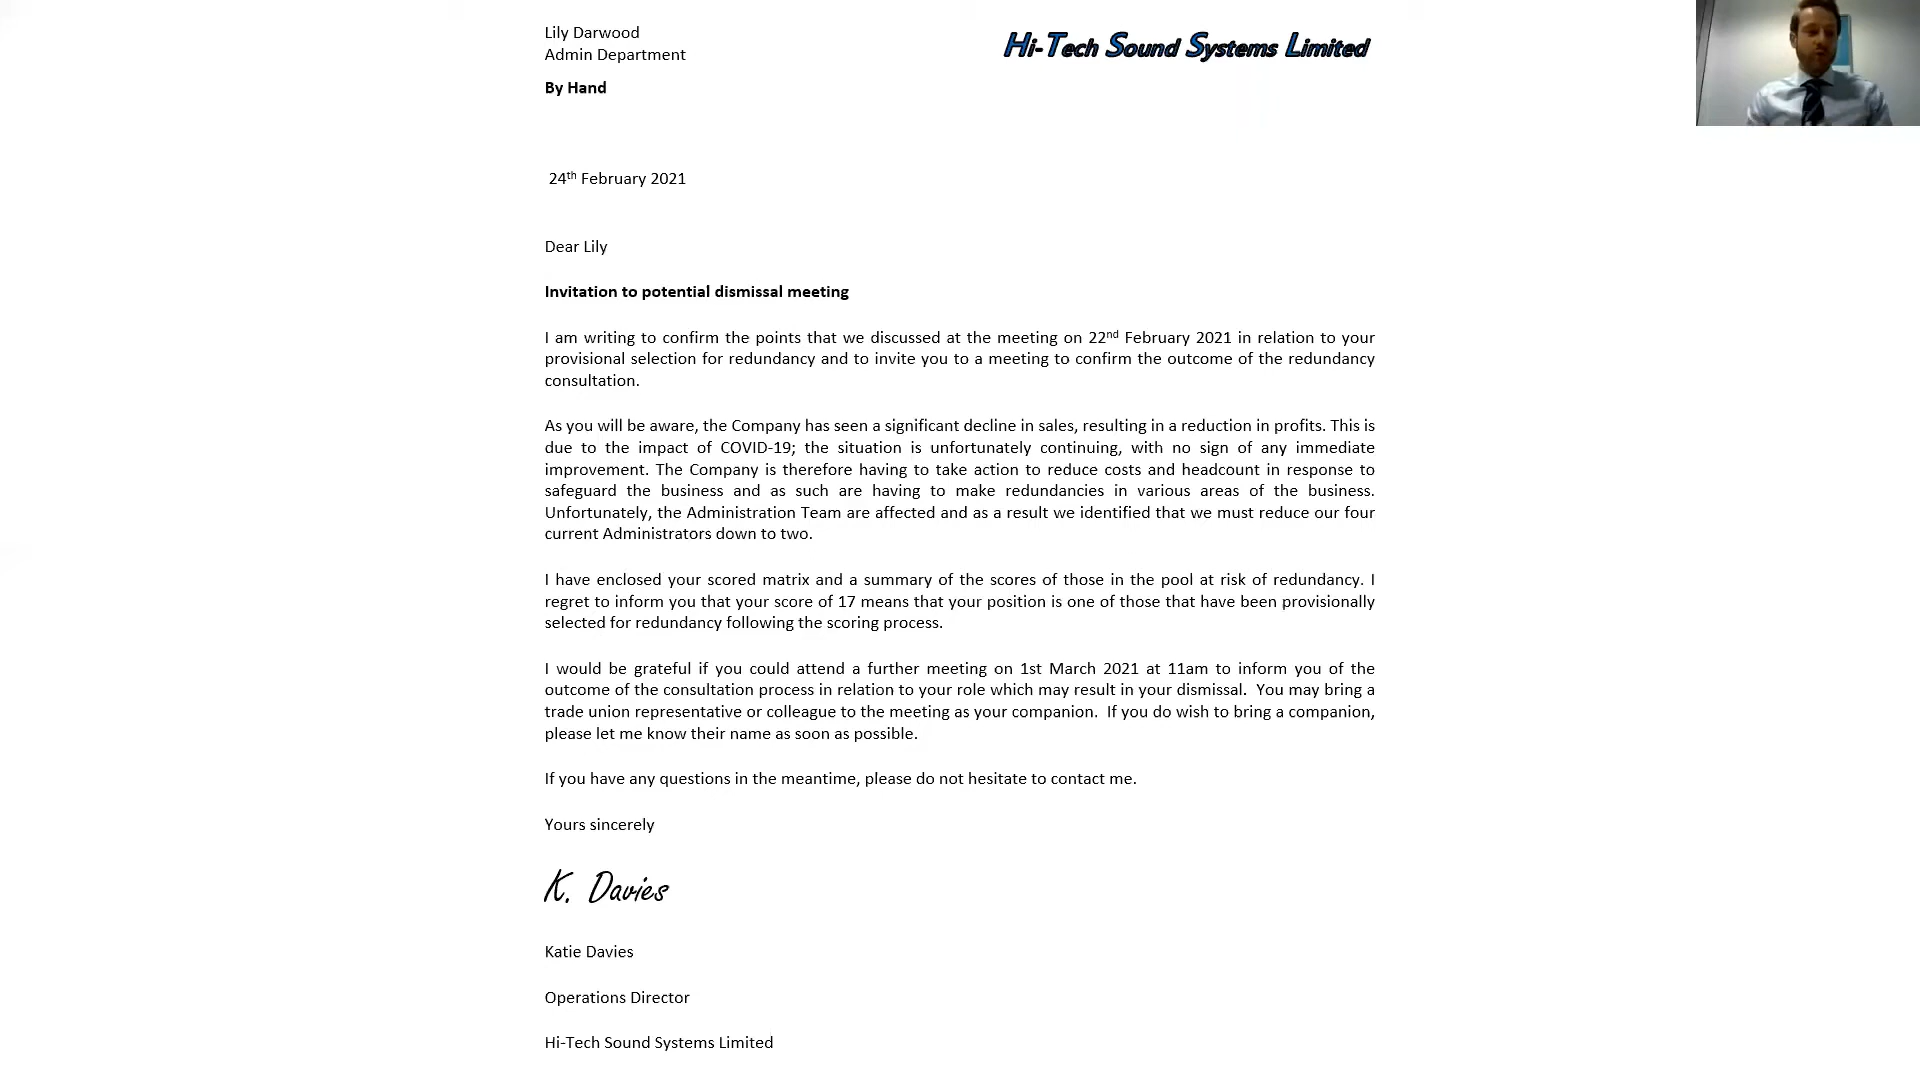 Lily Darwood
Hi-Tech Sound Systems Limited
Admin Department
By Hand
24th February 2021
Dear Lily
Invitation to potential dismissal meeting
I am writing to confirm the points that we discussed at the meeting on 22nd February 2021 in relation to your
provisional selection for redundancy and to invite you to a meeting to confirm the outcome of the redundancy
consultation.
As you will be aware, the Company has seen a significant decline in sales, resulting in a reduction in profits. This is
due to the impact of COVID-19; the situation is unfortunately continuing, with no sign of any immediate
improvement. The Company is therefore having to take action to reduce costs and headcount in response to
safeguard the business and as such are having to make redundancies in various areas of the business.
Unfortunately, the Administration Team are affected and as a result we identified that we must reduce our four
current Administrators down to two.
I have enclosed your scored matrix and a summary of the scores of those in the pool at risk of redundancy. I
regret to inform you that your score of 17 means that your position is one of those that have been provisionally
selected for redundancy following the scoring process.
I would be grateful if you could attend a further meeting on 1st March 2021 at 11am to inform you of the
outcome of the consultation process in relation to your role which may result in your dismissal. You may bring a
trade union representative or colleague to the meeting as your companion. If you do wish to bring a companion,
please let me know their name as soon as possible.
If you have any questions in the meantime, please do not hesitate to contact me.
Yours sincerely
K. Davies
Katie Davies
Operations Director
Hi-Tech Sound Systems Limited